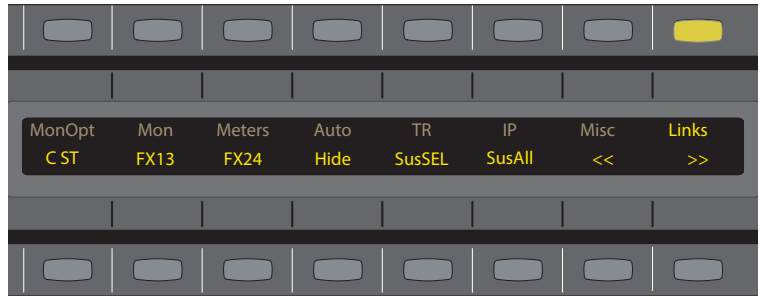 MonOpt Mon Meters Auto TR IP Misc Links
C ST FX13 FX24 Hide SusSEL SusAll << >>